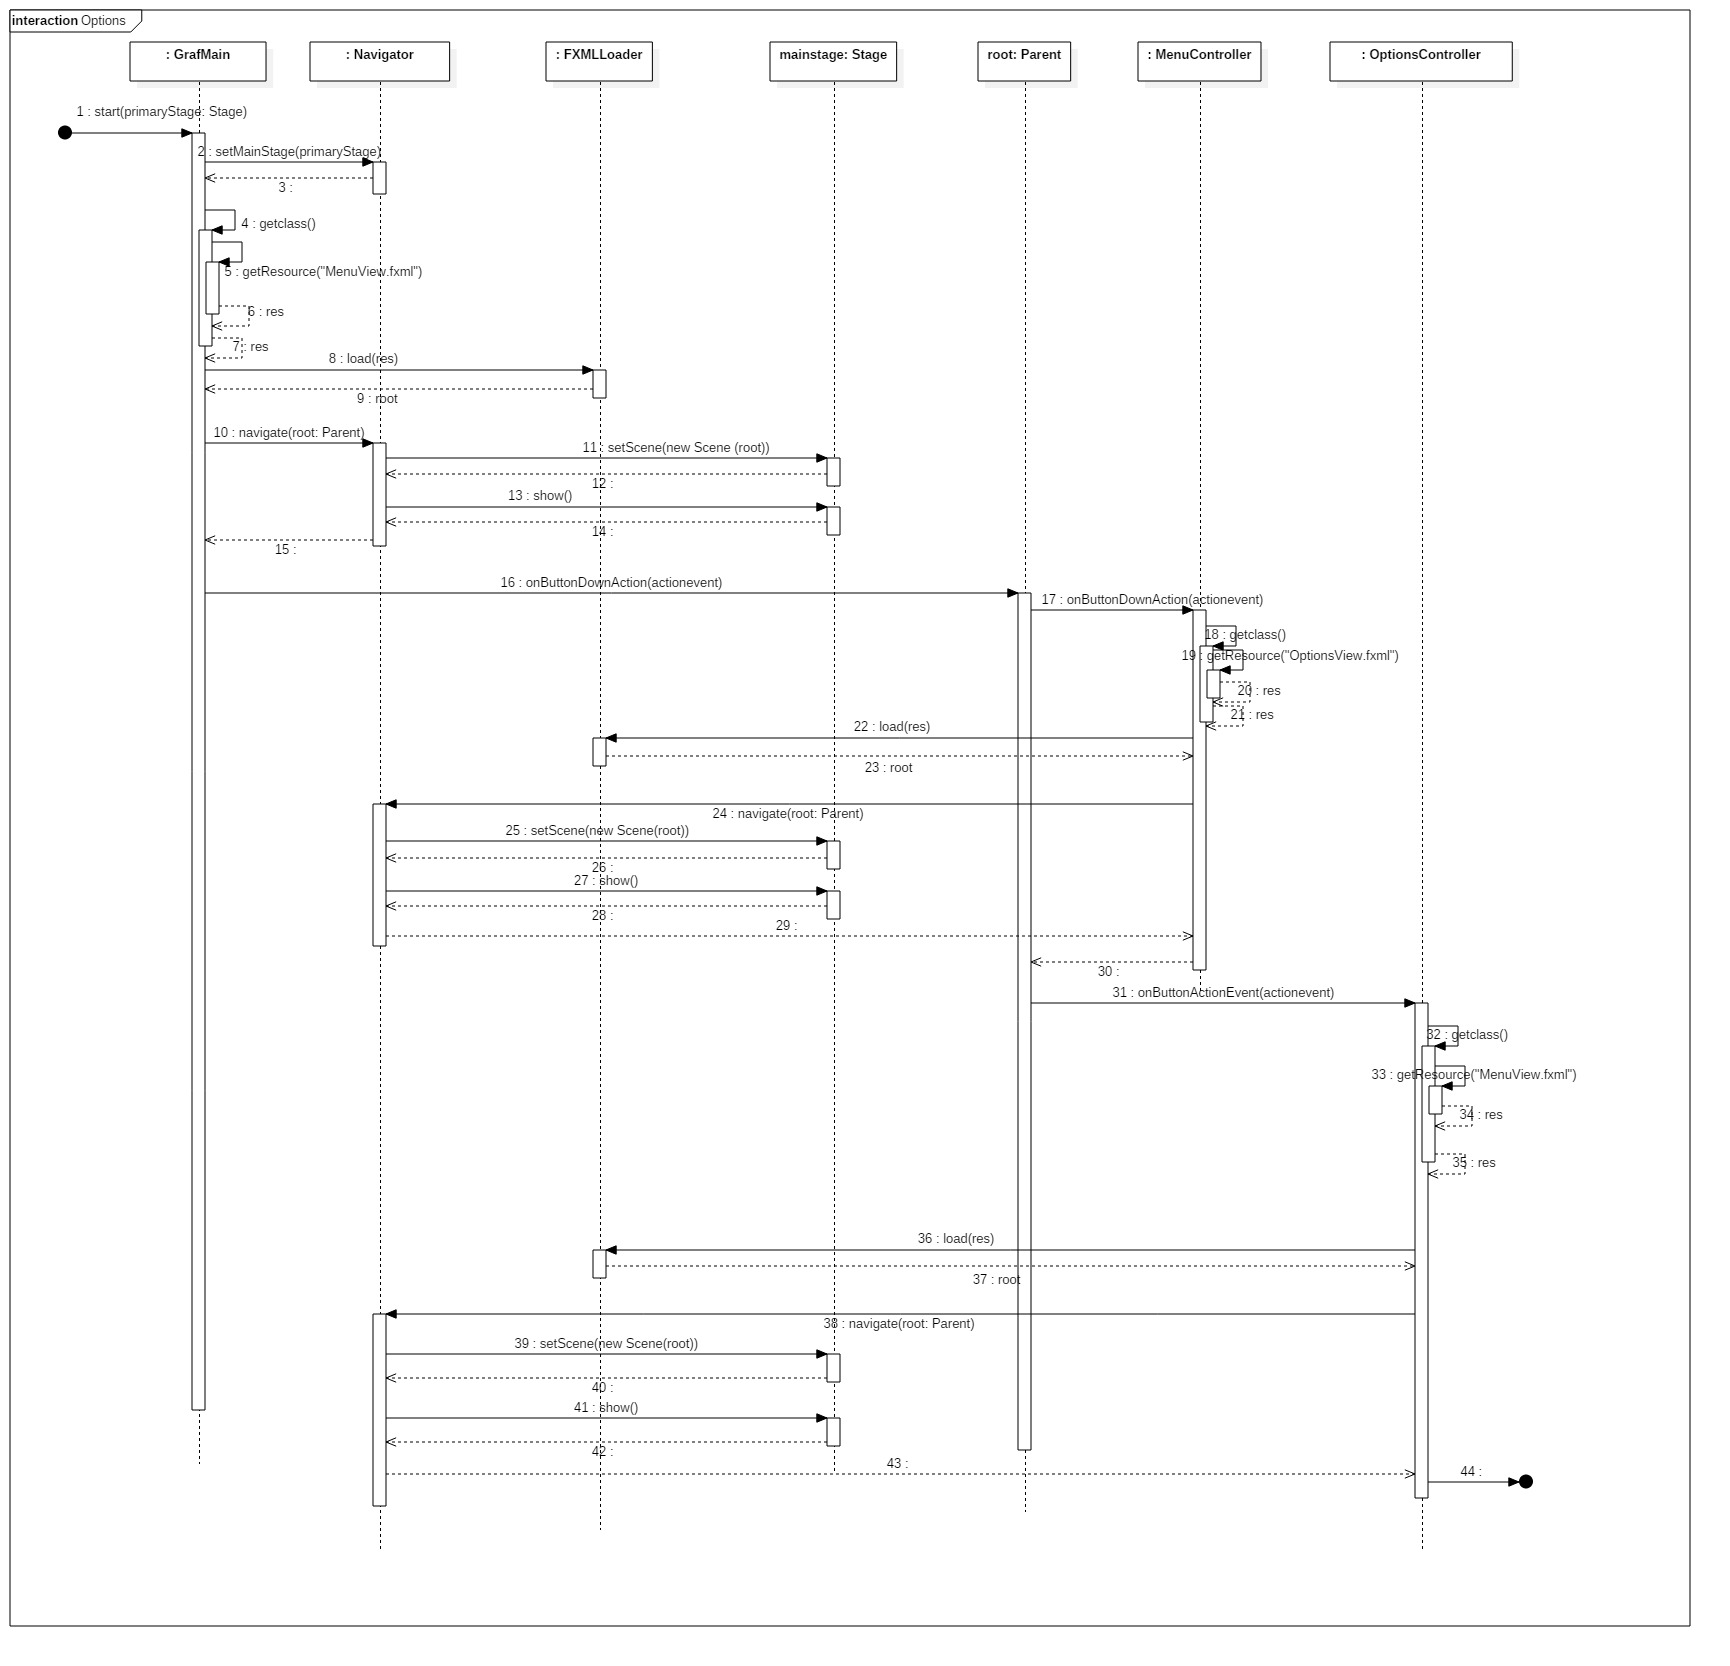 interaction Options
: GrafMain
: Navigator
: FXMLLoader
mainstage: Stage
root: Parent
: MenuController
: OptionsController
1 : start(primaryStage: Stage)
2 : setMainStage(primaryStage)
3 :
4 : getclass()
5 : getResource("MenuView.fxml")
6 : res
7 : res
8 : load(res)
9 : root
10 : navigate(root: Parent)
11 : setScene(new Scene (root))
12 :
13 : show()
14 :
15 :
16 : onButtonDownAction(actionevent)
17 : onButtonDownAction(actionevent)
18 : getclass()
19 : getResource("OptionsView.fxml")
20 : res
21 : res
22 : load(res)
23 : root
24 : navigate(root: Parent)
25 : setScene(new Scene(root))
26 :
27 : show()
28 :
29 :
30 :
31 : onButtonActionEvent(actionevent)
32 : getclass()
33 : getResource("MenuView.fxml")
34 : res
35 : res
36 : load(res)
37 : root
38 : navigate(root: Parent)
39 : setScene(new Scene(root))
40 :
41 : show()
42 :
43 :
44 :